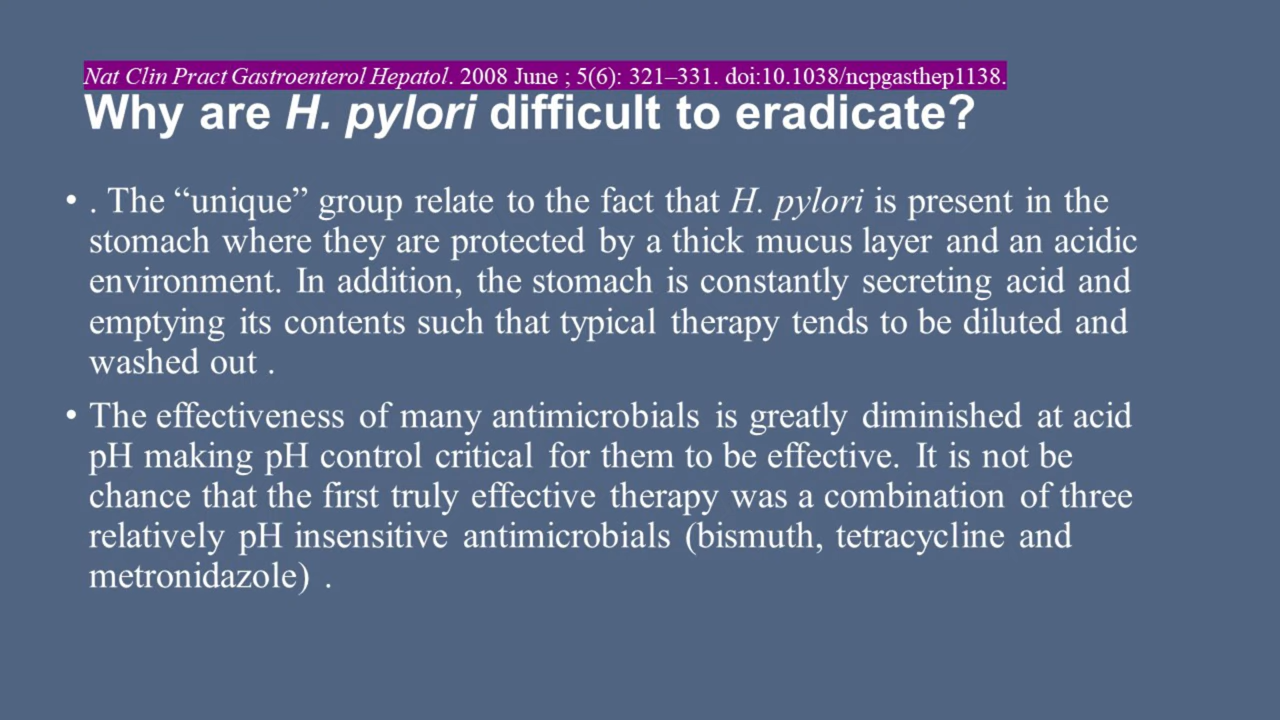 Nat Clin Pract Gastroenterol Hepatol. 2008 June ; 5(6): 321–331. doi:10.1038/ncpgasthep1138.
Why are H. pylori difficult to eradicate?
• . The “unique” group relate to the fact that H. pylori is present in the
stomach where they are protected by a thick mucus layer and an acidic
environment. In addition, the stomach is constantly secreting acid and
emptying its contents such that typical therapy tends to be diluted and
washed out .
• The effectiveness of many antimicrobials is greatly diminished at acid
pH making pH control critical for them to be effective. It is not be
chance that the first truly effective therapy was a combination of three
relatively pH insensitive antimicrobials (bismuth, tetracycline and
metronidazole) .